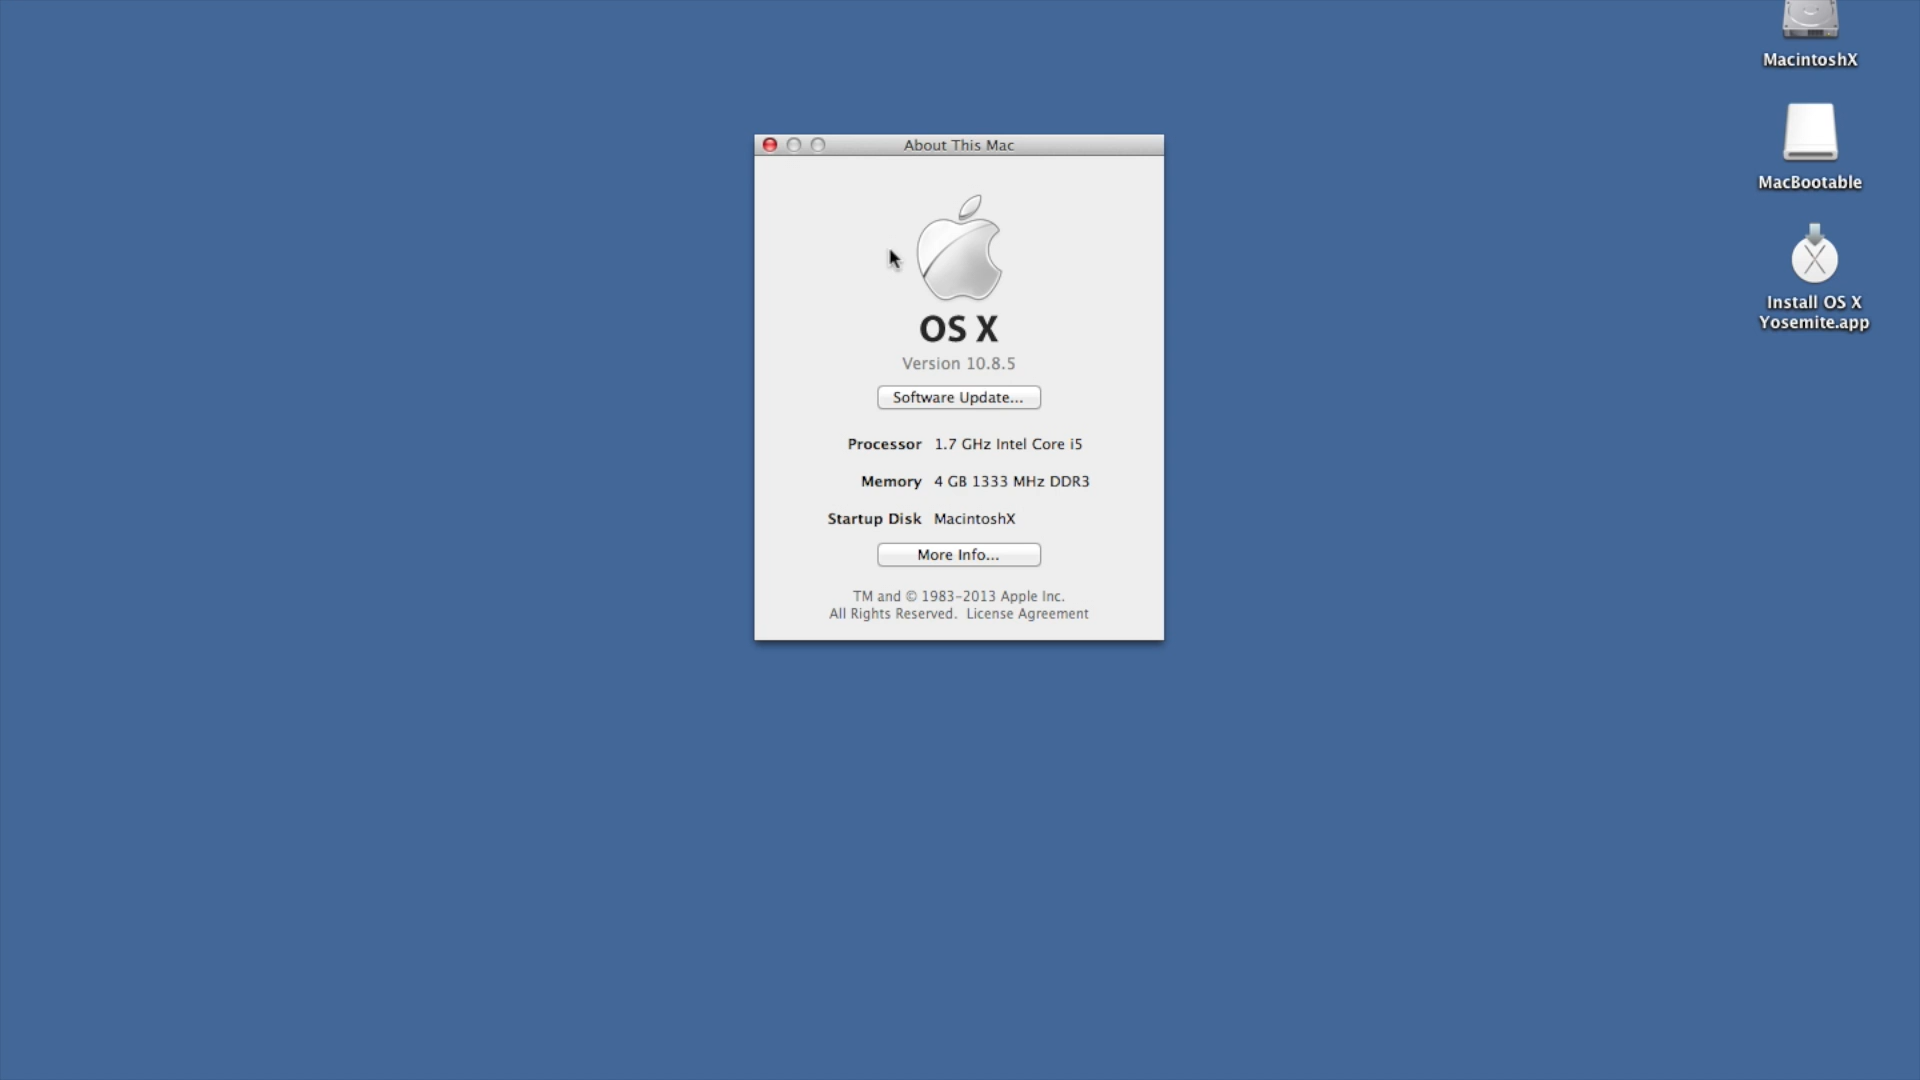 MacintoshX
MacBootable
Install OS X
Yosemite.app
About This Mac
OS X
Version 10.8.5
Software Update...
Processor 1.7 GHz Intel Core i5
Memory 4 GB 1333 MHz DDR3
Startup Disk MacintoshX
More Info...
TM and © 1983–2013 Apple Inc.
All Rights Reserved. License Agreement